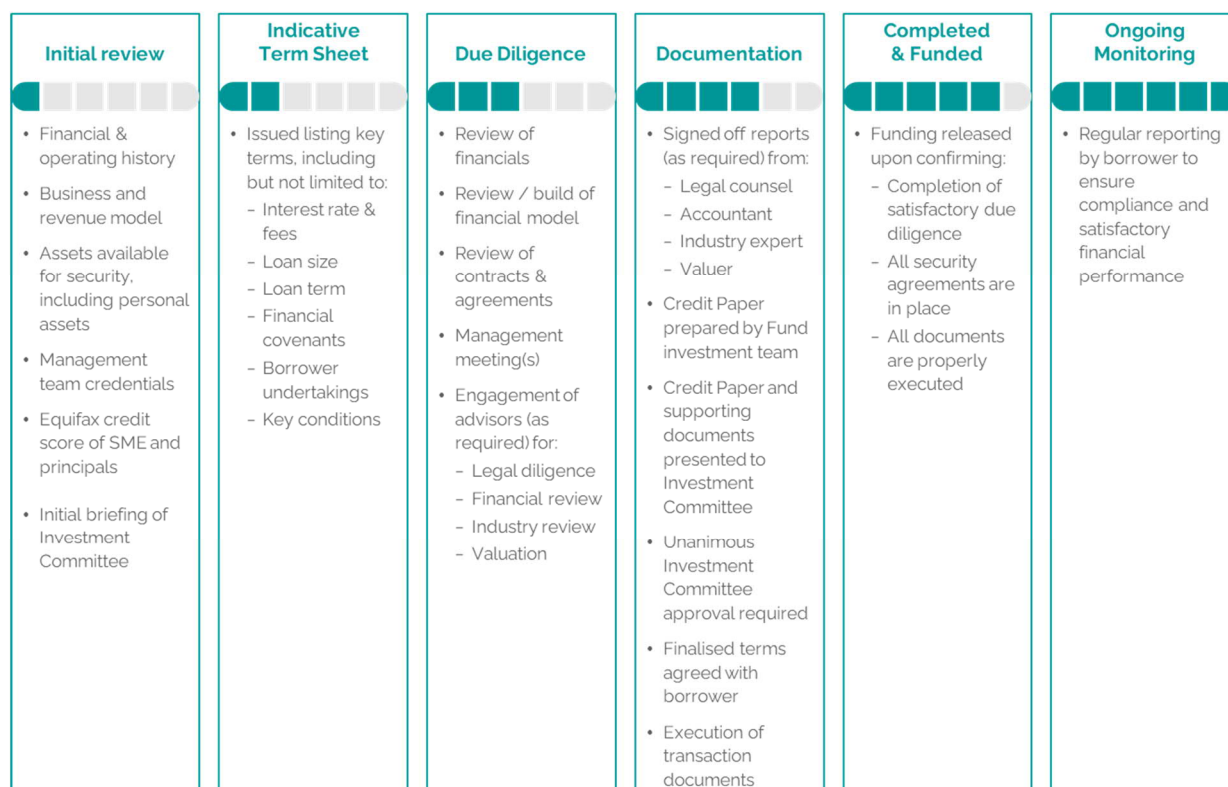 Initial review
• Financial &
operating history
• Business and
revenue model
• Assets available
for security,
including personal
assets
• Management
team credentials
• Equifax credit
score of SME and
principals
• Initial briefing of
Investment
Committee
Indicative
Term Sheet
• Issued listing key
terms, including
but not limited to:
– Interest rate &
fees
– Loan size
– Loan term
– Financial
covenants
– Borrower
undertakings
– Key conditions
Due Diligence
• Review of
financials
• Review / build of
financial model
• Review of
contracts &
agreements
• Management
meeting(s)
• Engagement of
advisors (as
required) for:
– Legal diligence
– Financial review
– Industry review
– Valuation
Documentation
• Signed off reports
(as required) from:
– Legal counsel
– Accountant
– Industry expert
– Valuer
• Credit Paper
prepared by Fund
investment team
• Credit Paper and
supporting
documents
presented to
Investment
Committee
• Unanimous
Investment
Committee
approval required
• Finalised terms
agreed with
borrower
• Execution of
transaction
documents
Completed
& Funded
• Funding released
upon confirming:
– Completion of
satisfactory due
diligence
– All security
agreements are
in place
– All documents
are properly
executed
Ongoing
Monitoring
• Regular reporting
by borrower to
ensure
compliance and
satisfactory
financial
performance